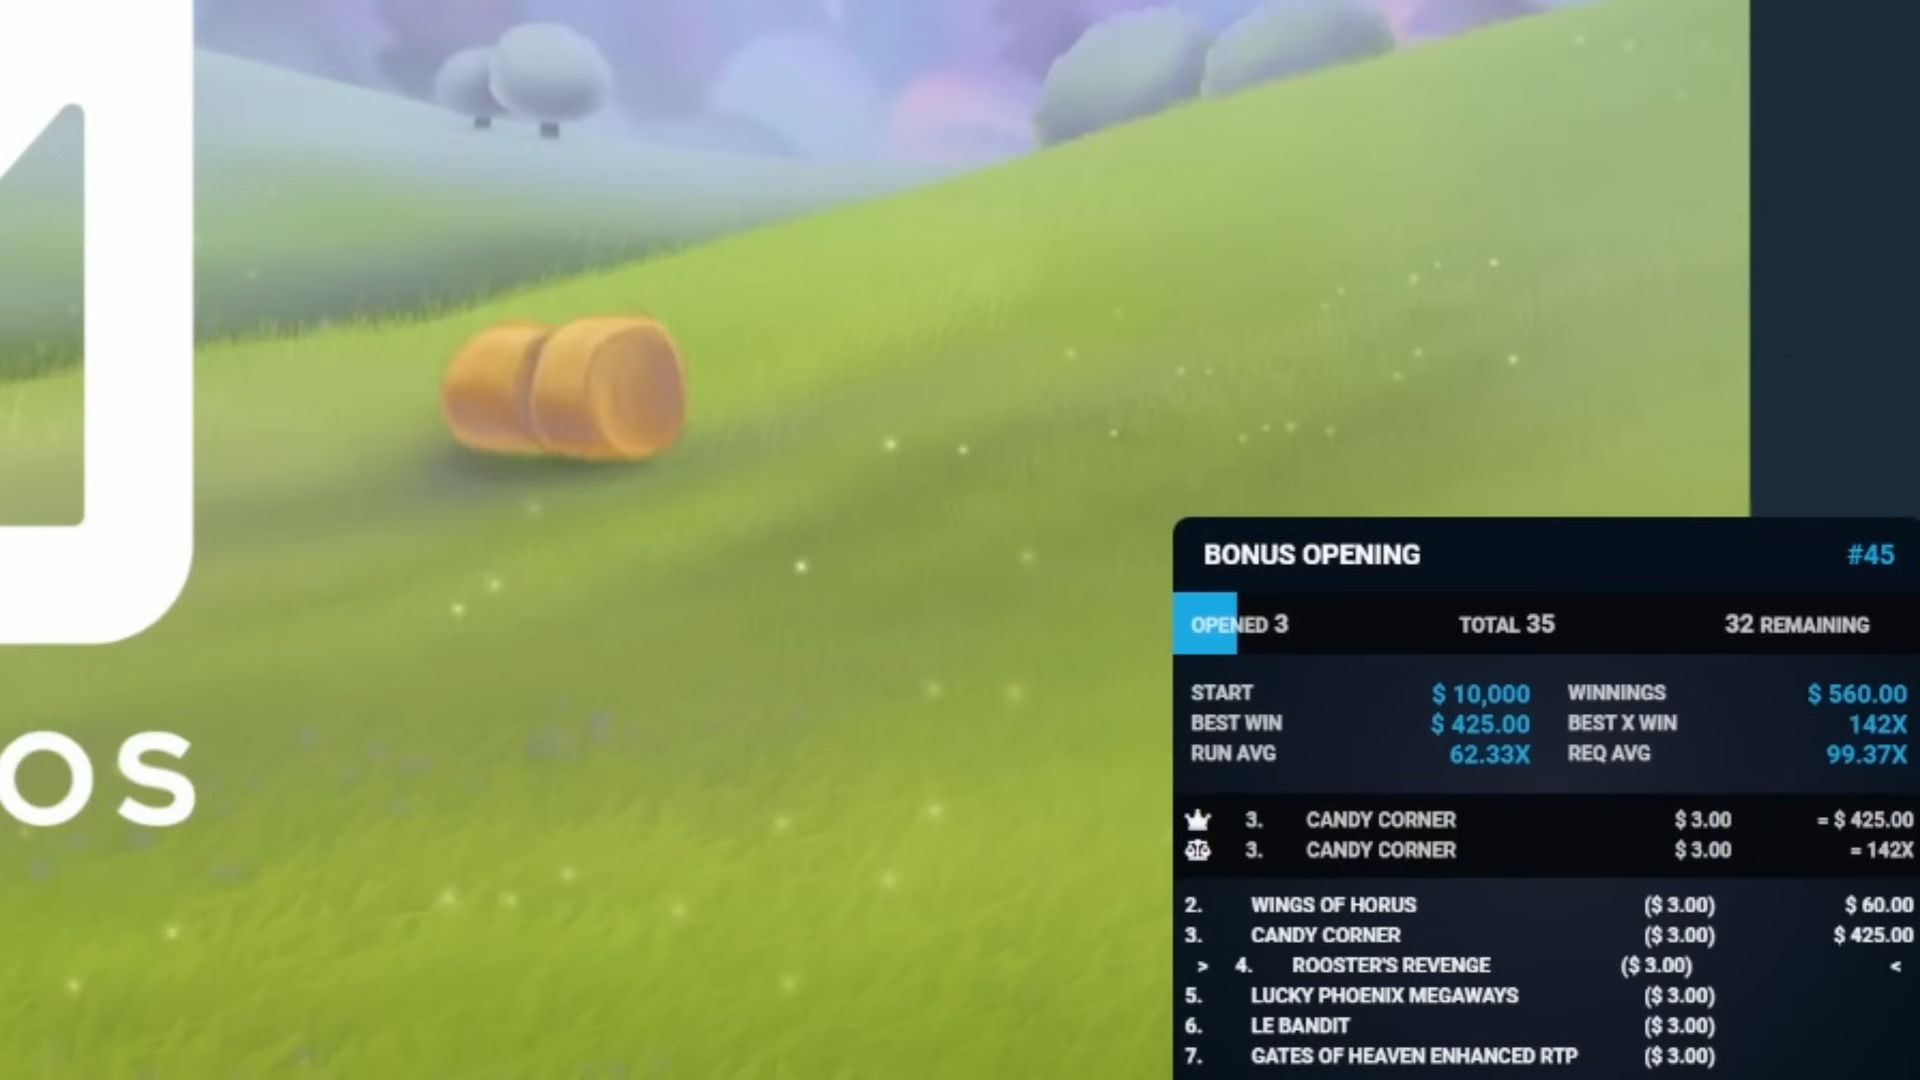 OS
BONUS OPENING #45
OPENED 3 TOTAL 35 32 REMAINING
START $ 10,000 WINNINGS $ 560.00
BEST WIN $ 425.00 BEST X WIN 142X
RUN AVG 62.33X REQ AVG 99.37X
3. CANDY CORNER $ 3.00 = $ 425.00
3. CANDY CORNER $ 3.00 = 142X
2. WINGS OF HORUS ($ 3.00) $ 60.00
3. CANDY CORNER ($ 3.00) $ 425.00
> 4. ROOSTER'S REVENGE ($ 3.00) <
5. LUCKY PHOENIX MEGAWAYS ($ 3.00)
6. LE BANDIT ($ 3.00)
7. GATES OF HEAVEN ENHANCED RTP ($ 3.00)